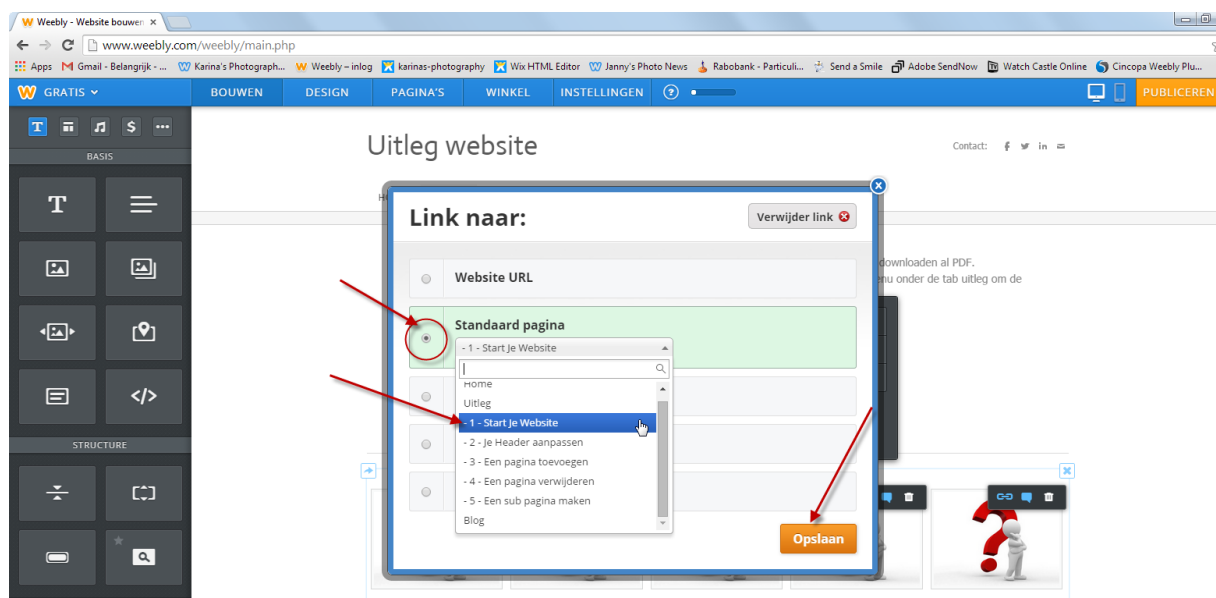 Weebly - Website bouwen
www.weebly.com/weebly/main.php
Apps Gmail - Belangrijk - ... Karina's Photograph... Weebly – inlog karinas-photography Wix HTML Editor Janny's Photo News Rabobank - Particuli... Send a Smile Adobe SendNow Watch Castle Online Cincopa Weebly Plu...
GRATIS BOUWEN DESIGN PAGINA'S WINKEL INSTELLINGEN ? PUBLICEREN
BASIS
STRUCTURE
Uitleg website
Contact:
Link naar:
Verwijder link
Website URL
downloaden al PDF.
enu onder de tab uitleg om de
Standaard pagina
- 1 - Start Je Website
Home
Uitleg
- 1 - Start Je Website
- 2 - Je Header aanpassen
- 3 - Een pagina toevoegen
- 4 - Een pagina verwijderen
- 5 - Een sub pagina maken
Blog
Opslaan